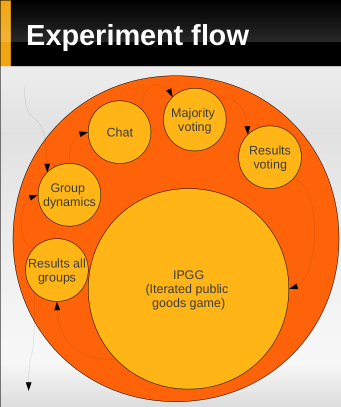 Experiment flow
Majority
voting
Chat
Results
voting
Group
dynamics
Results all
groups
IPGG
(Iterated public
goods game)